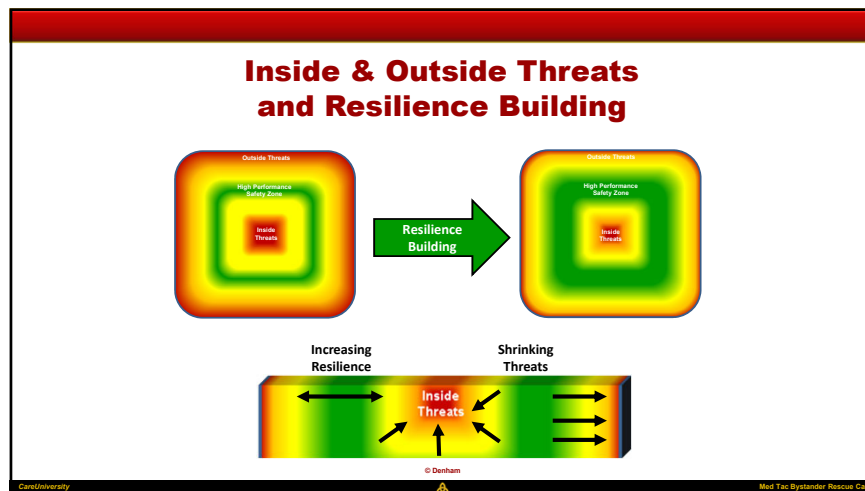 Inside & Outside Threats
and Resilience Building
Outside Threats
High Performance
Safety Zone
Inside
Threats
Resilience
Building
Outside Threats
High Performance
Safety Zone
Inside
Threats
Increasing
Resilience
Shrinking
Threats
Inside
Threats
© Denham
CareUniversity
Med Tac Bystander Rescue Ca